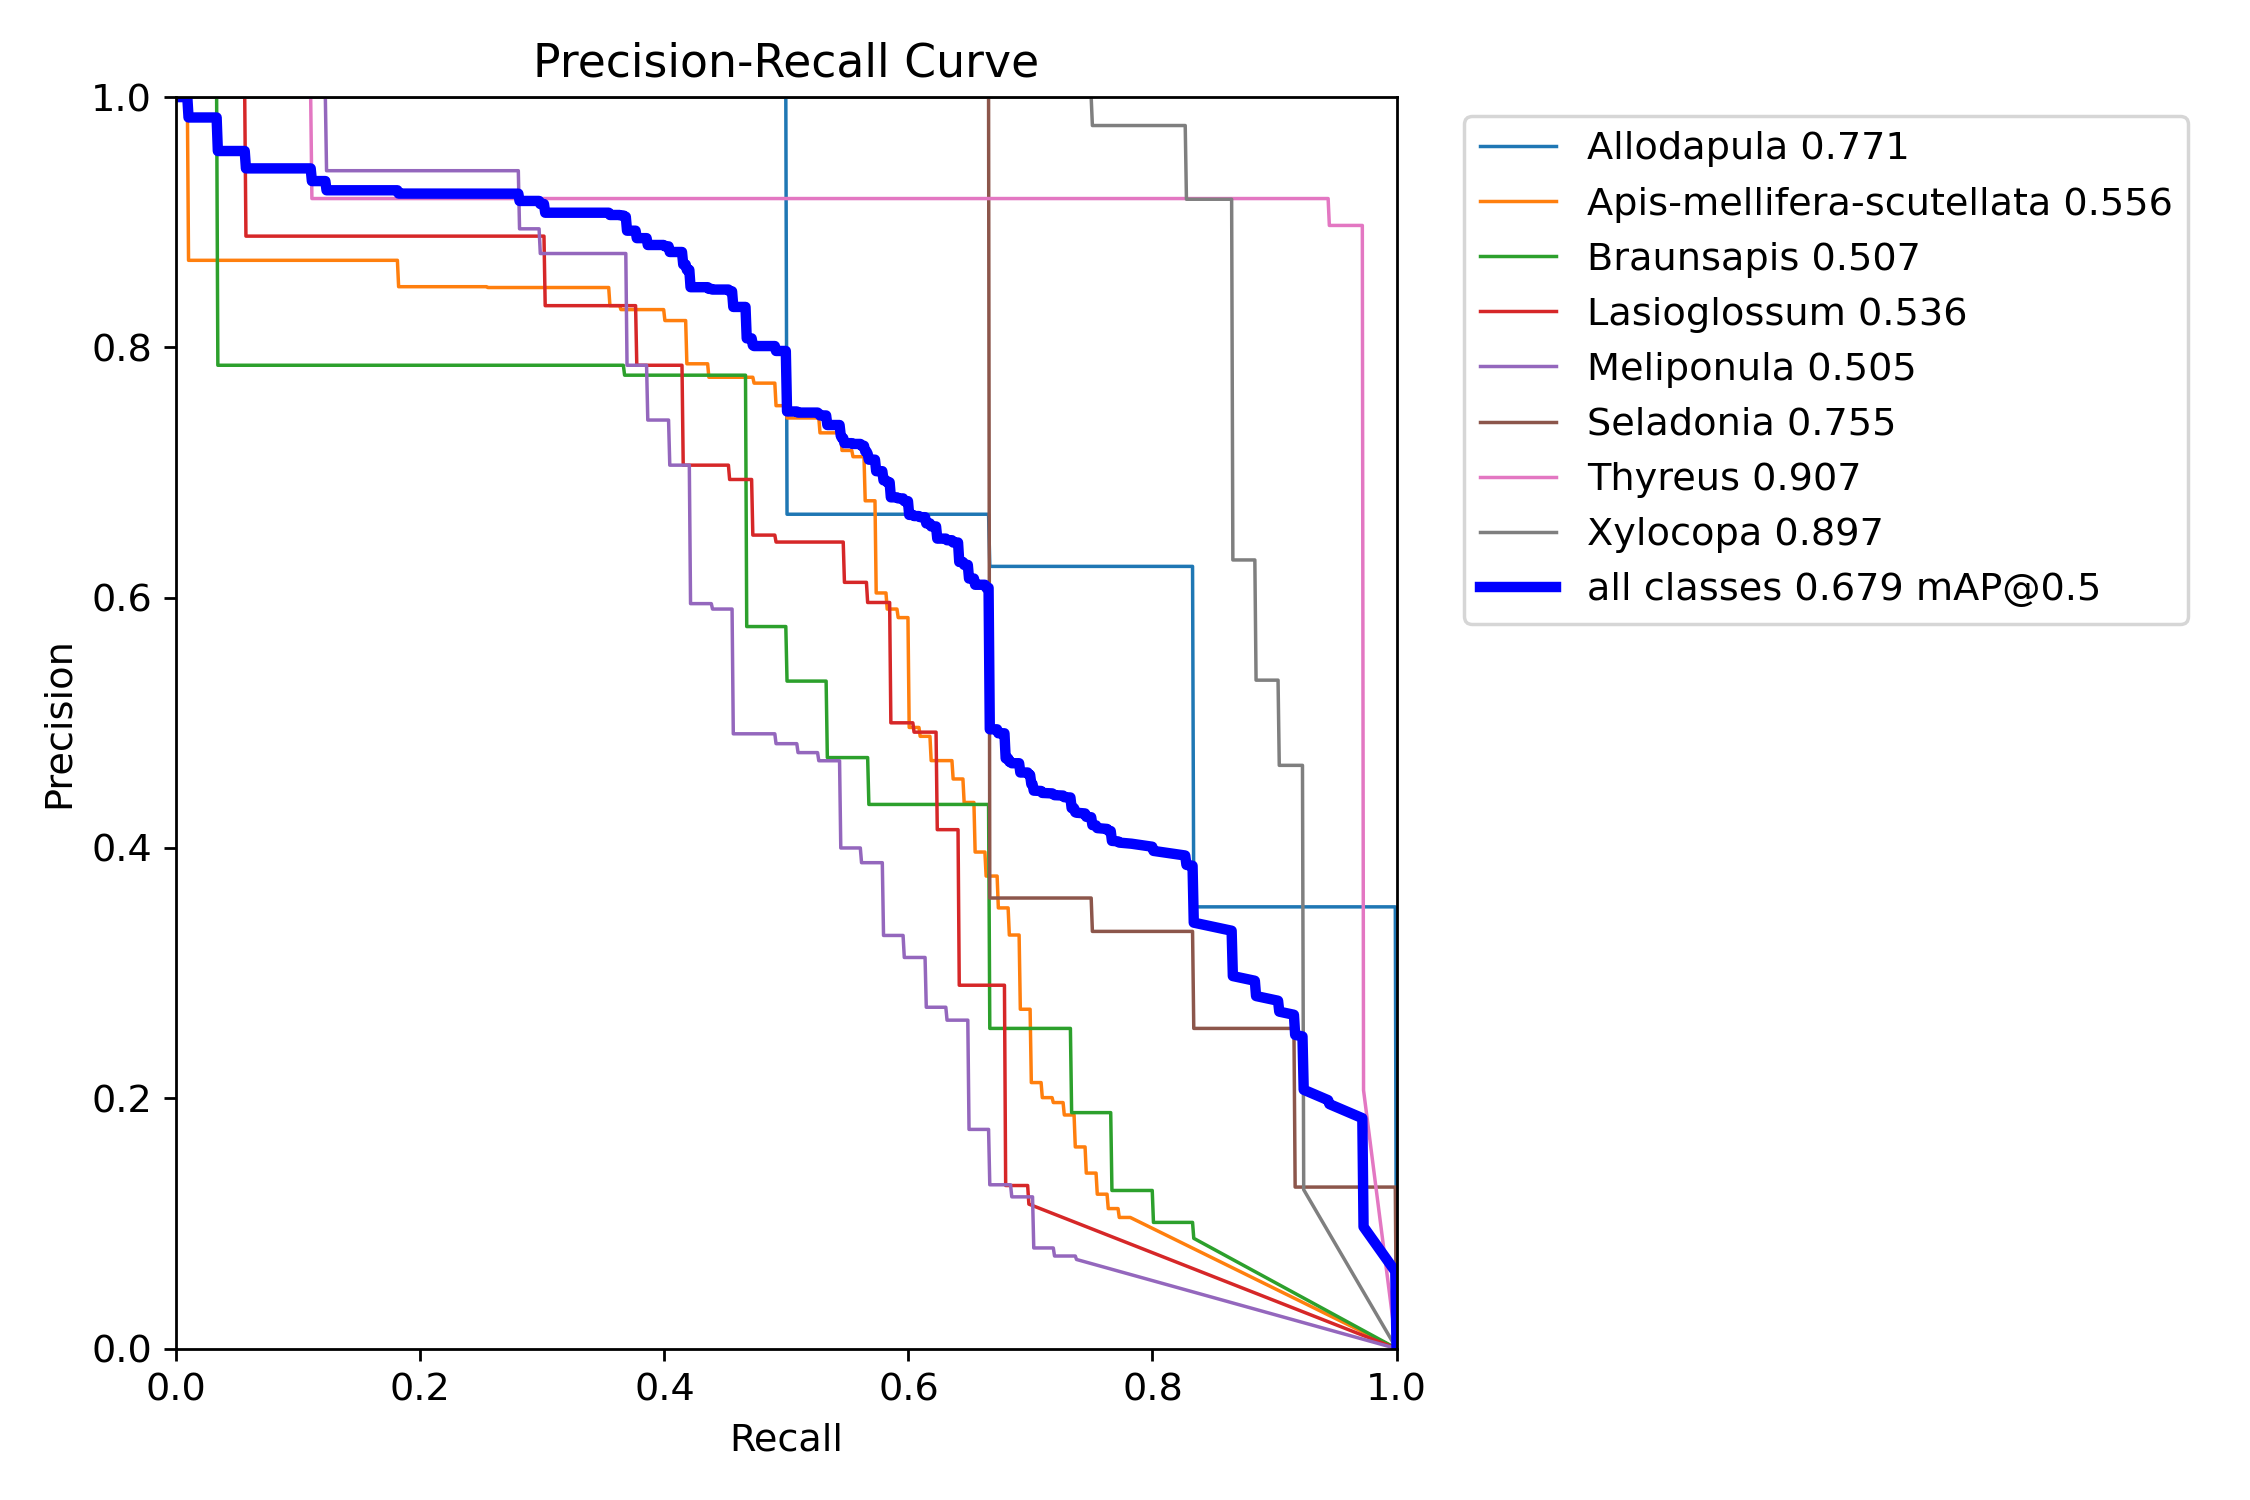 Precision-Recall Curve
1.0
0.8
0.6
0.4
0.2
0.0
Precision
0.0 0.2 0.4 0.6 0.8 1.0
Recall
Allodapula 0.771
Apis-mellifera-scutellata 0.556
Braunsapis 0.507
Lasioglossum 0.536
Meliponula 0.505
Seladonia 0.755
Thyreus 0.907
Xylocopa 0.897
all classes 0.679 mAP@0.5